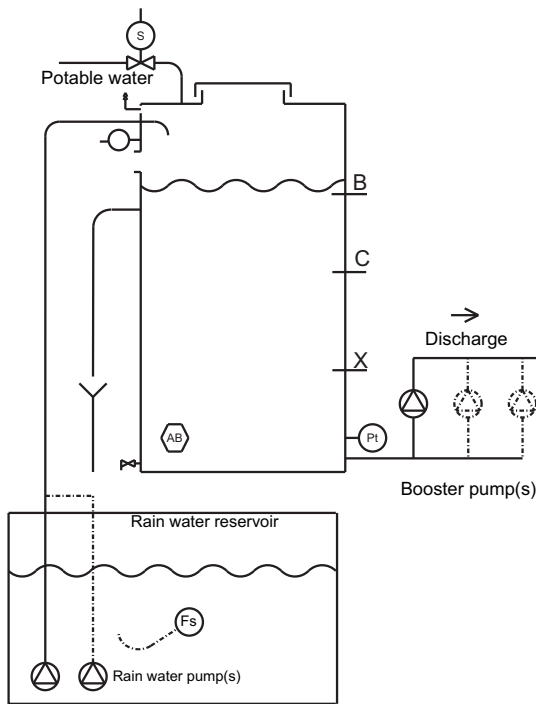 S
Potable water
B
C
Discharge
X
AB
Pt
Booster pump(s)
Rain water reservoir
Fs
Rain water pump(s)